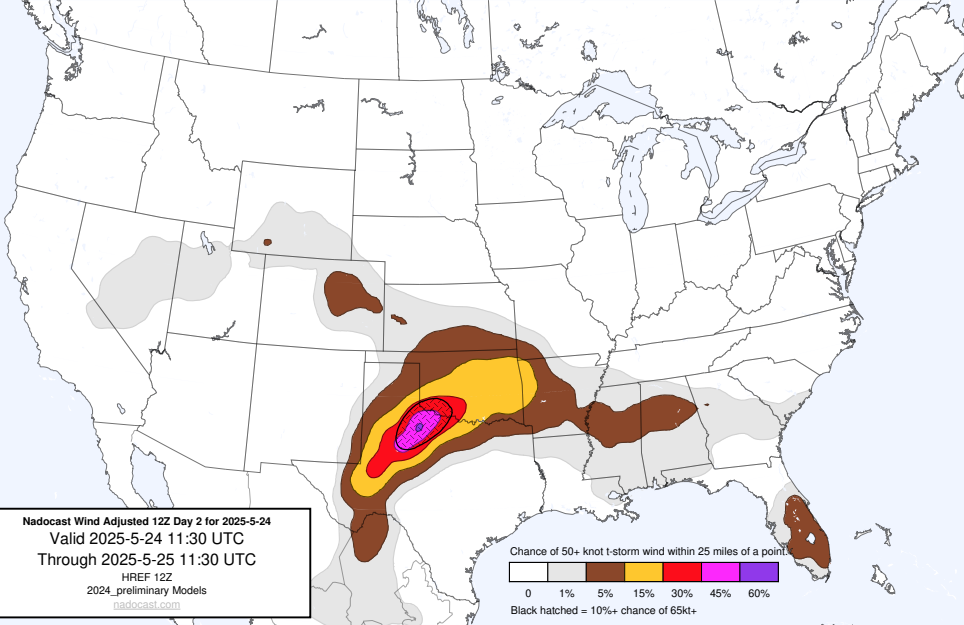 Nadocast Wind Adjusted 12Z Day 2 for 2025-5-24
Valid 2025-5-24 11:30 UTC
Through 2025-5-25 11:30 UTC
HREF 12Z
2024_preliminary Models
nadocast.com
Chance of 50+ knot t-storm wind within 25 miles of a point.
0 1% 5% 15% 30% 45% 60%
Black hatched = 10%+ chance of 65kt+